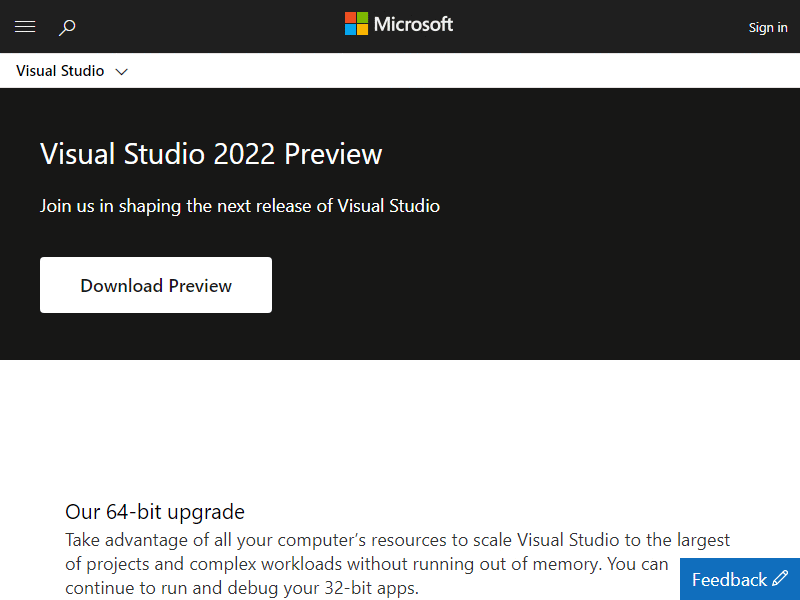 Microsoft
Sign in
Visual Studio
Visual Studio 2022 Preview
Join us in shaping the next release of Visual Studio
Download Preview
Our 64-bit upgrade
Take advantage of all your computer’s resources to scale Visual Studio to the largest
of projects and complex workloads without running out of memory. You can
continue to run and debug your 32-bit apps.
Feedback